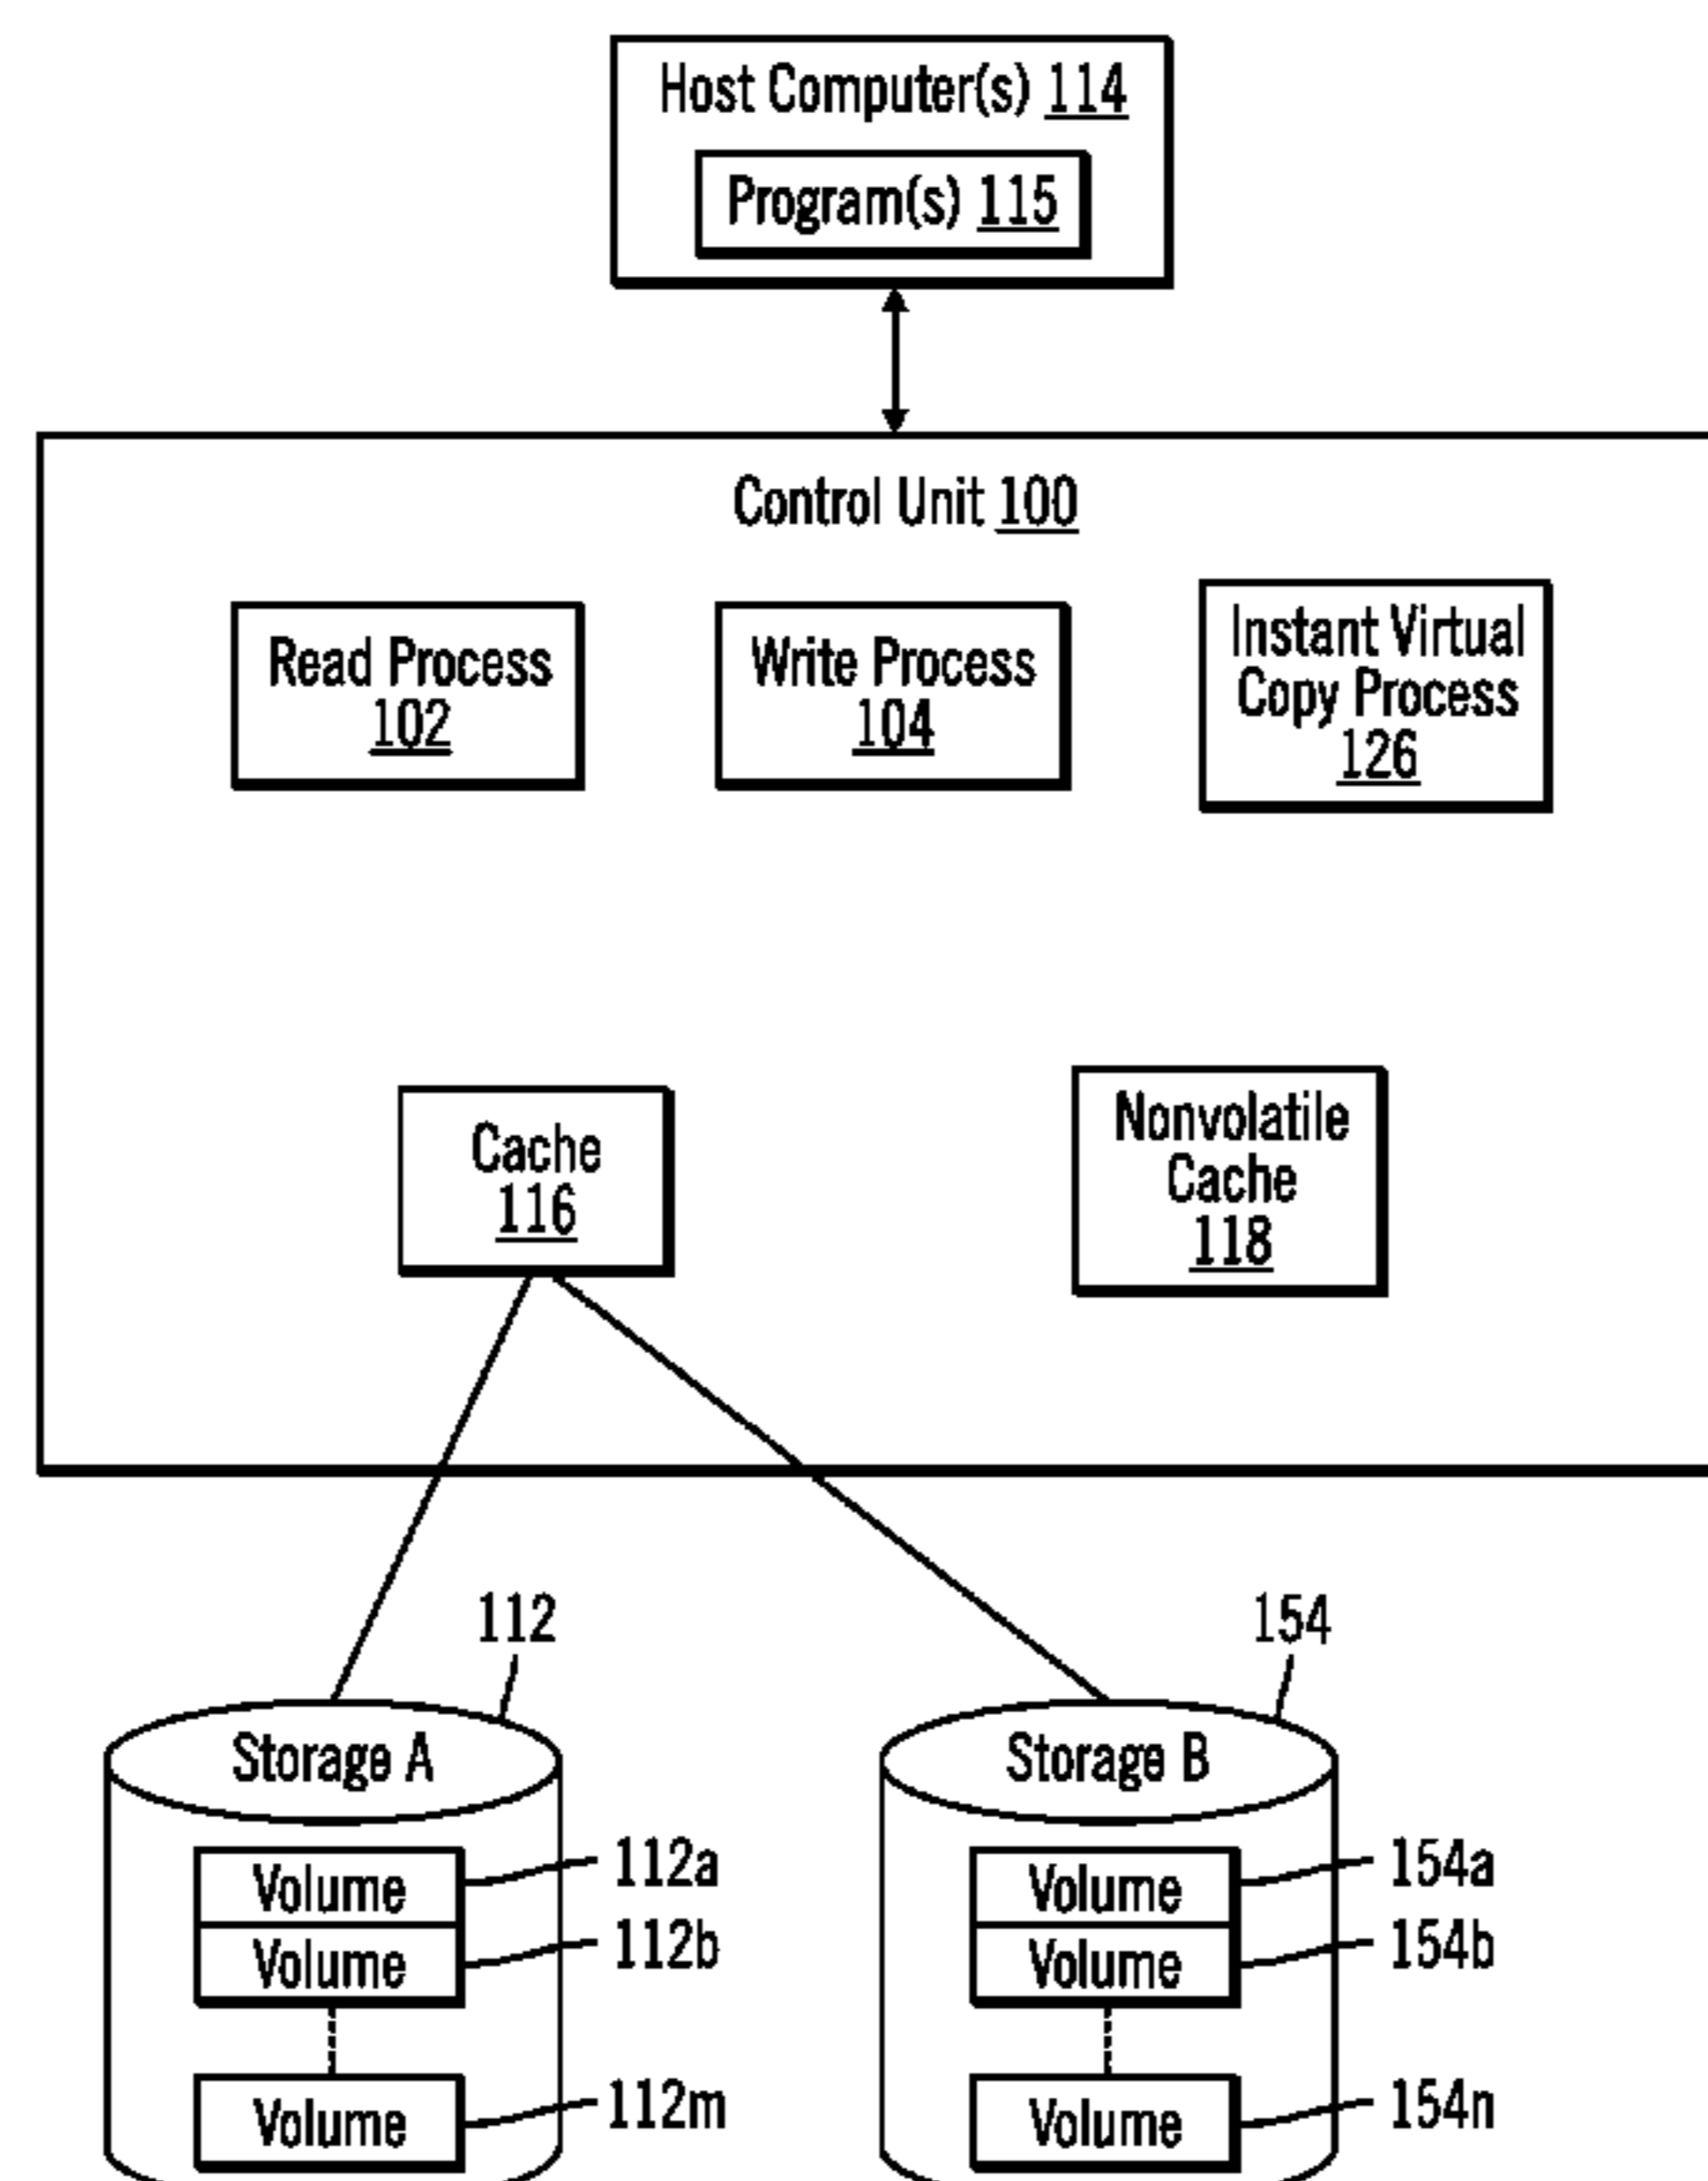 Host Computer(s) 114
Program(s) 115
Control Unit 100
Read Process
102
Write Process
104
Instant Virtual
Copy Process
126
Cache
116
Nonvolatile
Cache
118
112
154
Storage A
Storage B
Volume 112a
Volume 112b
Volume 112m
Volume 154a
Volume 154b
Volume 154n